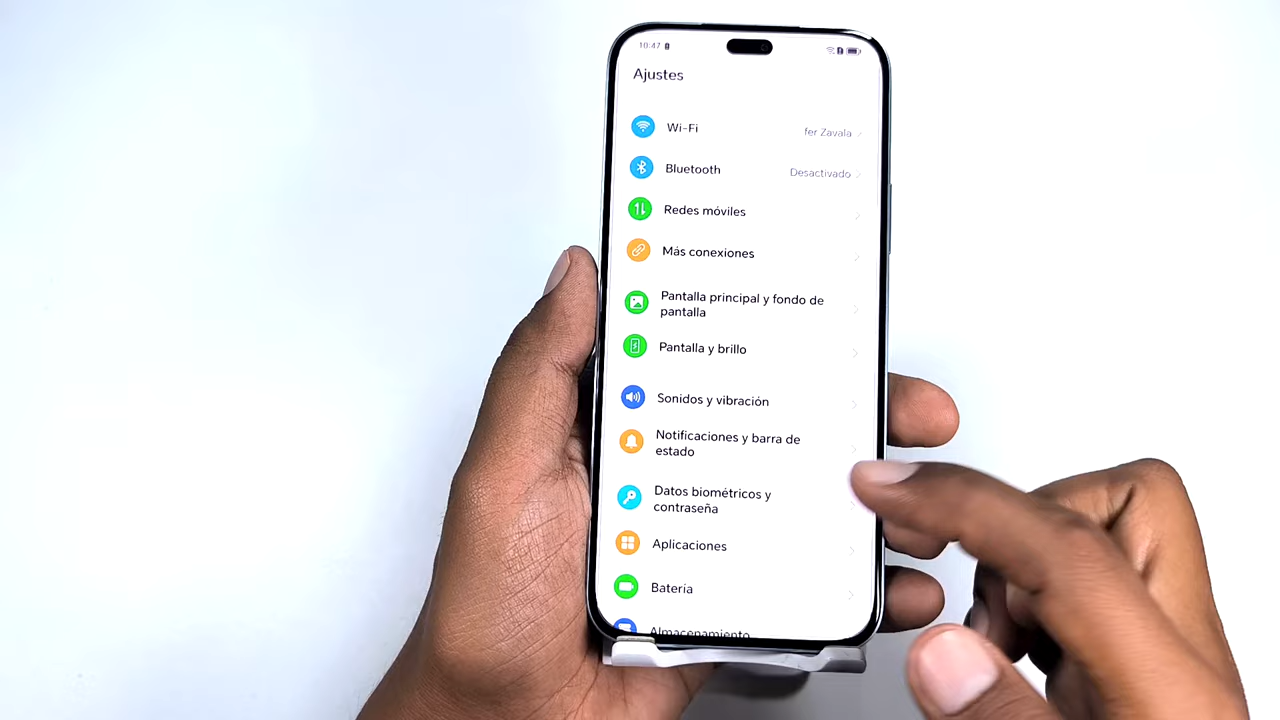 10:47
Ajustes
Wi-Fi
fer Zavala
Bluetooth
Desactivado
Redes móviles
Más conexiones
Pantalla principal y fondo de
pantalla
Pantalla y brillo
Sonidos y vibración
Notificaciones y barra de
estado
Datos biométricos y
contraseña
Aplicaciones
Batería
Almacenamiento